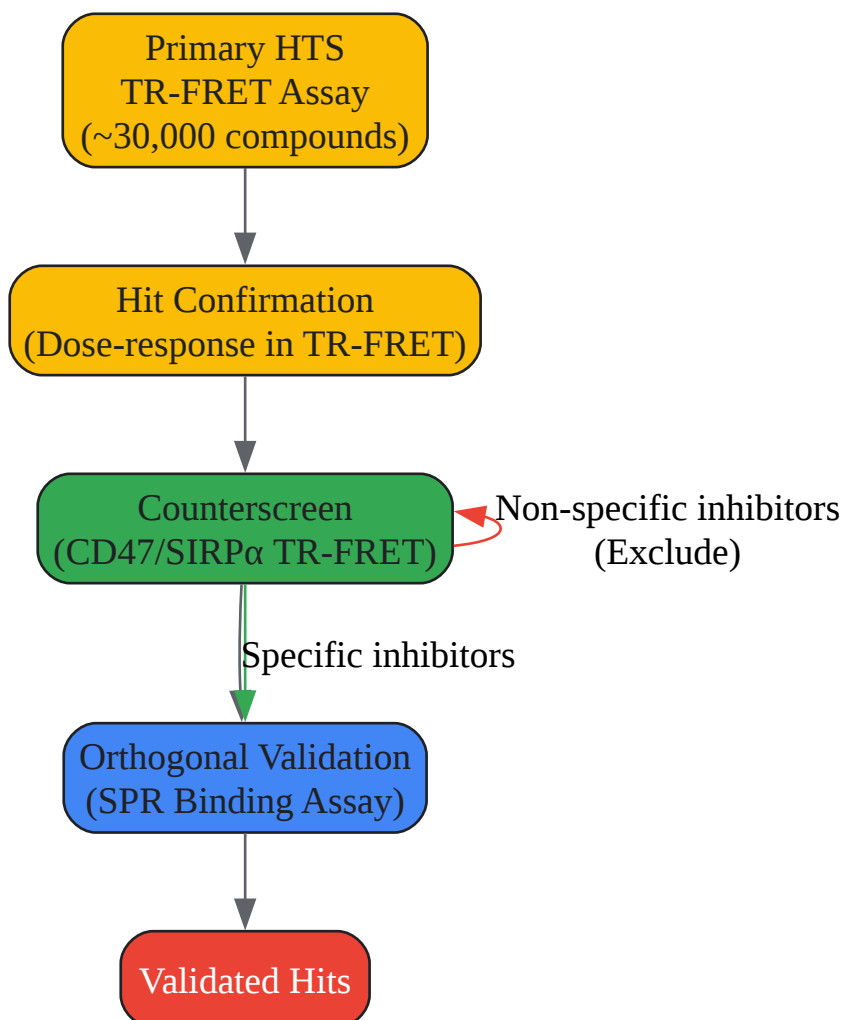 Primary HTS
TR-FRET Assay
(~30,000 compounds)
Hit Confirmation
(Dose-response in TR-FRET)
Counterscreen
(CD47/SIRPα TR-FRET)
Non-specific inhibitors
(Exclude)
Specific inhibitors
Orthogonal Validation
(SPR Binding Assay)
Validated Hits